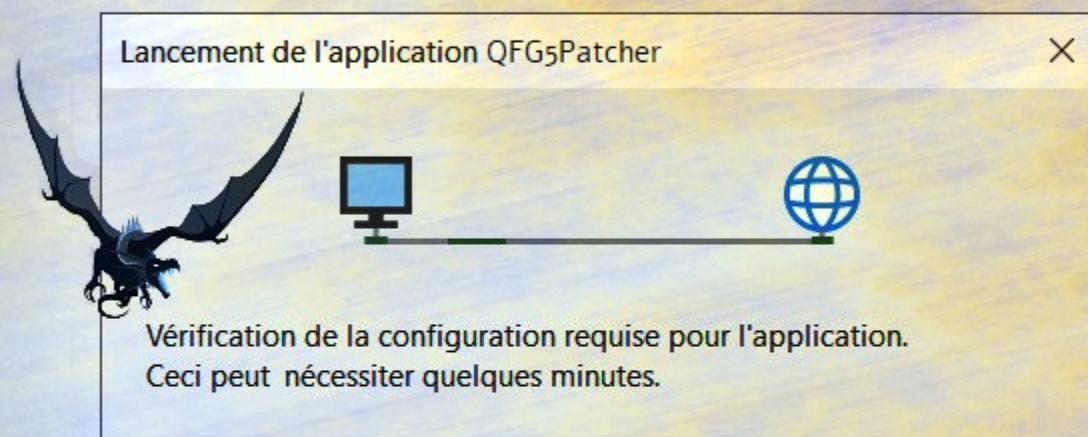 Lancement de l'application QFG5Patcher
Vérification de la configuration requise pour l'application.
Ceci peut nécessiter quelques minutes.